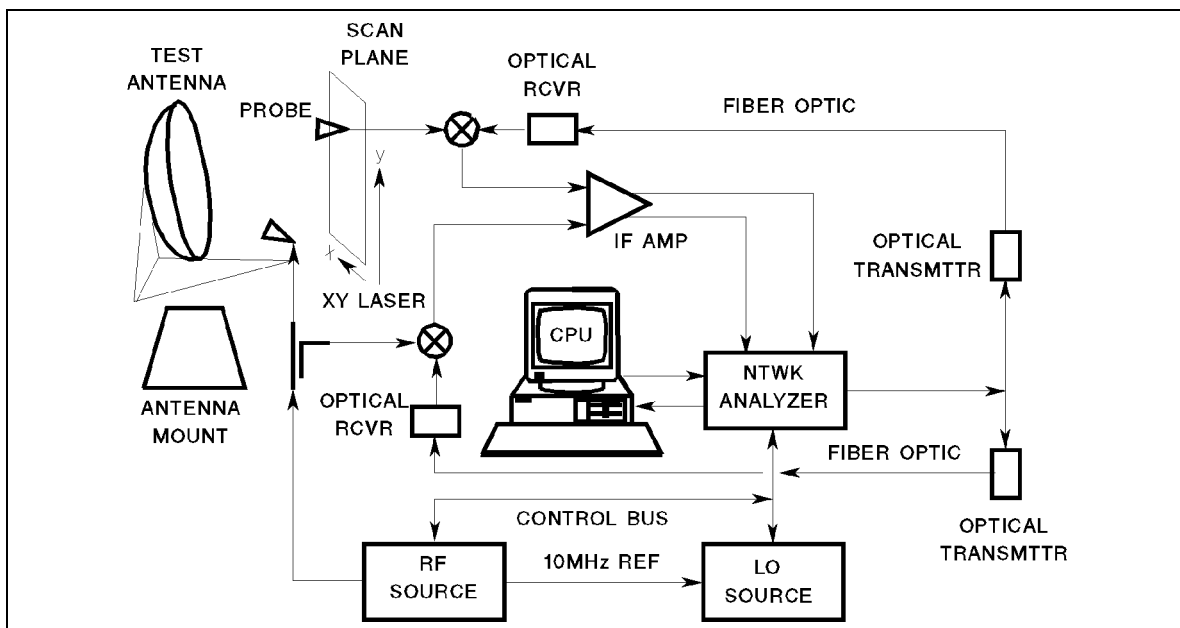 SCAN
PLANE
TEST
ANTENNA
OPTICAL
RCVR
PROBE
FIBER OPTIC
y
IF AMP
OPTICAL
TRANSMTTR
x
XY LASER
CPU
NTWK
ANALYZER
ANTENNA
MOUNT
OPTICAL
RCVR
FIBER OPTIC
CONTROL BUS
OPTICAL
TRANSMTTR
RF
SOURCE
10MHz REF
LO
SOURCE